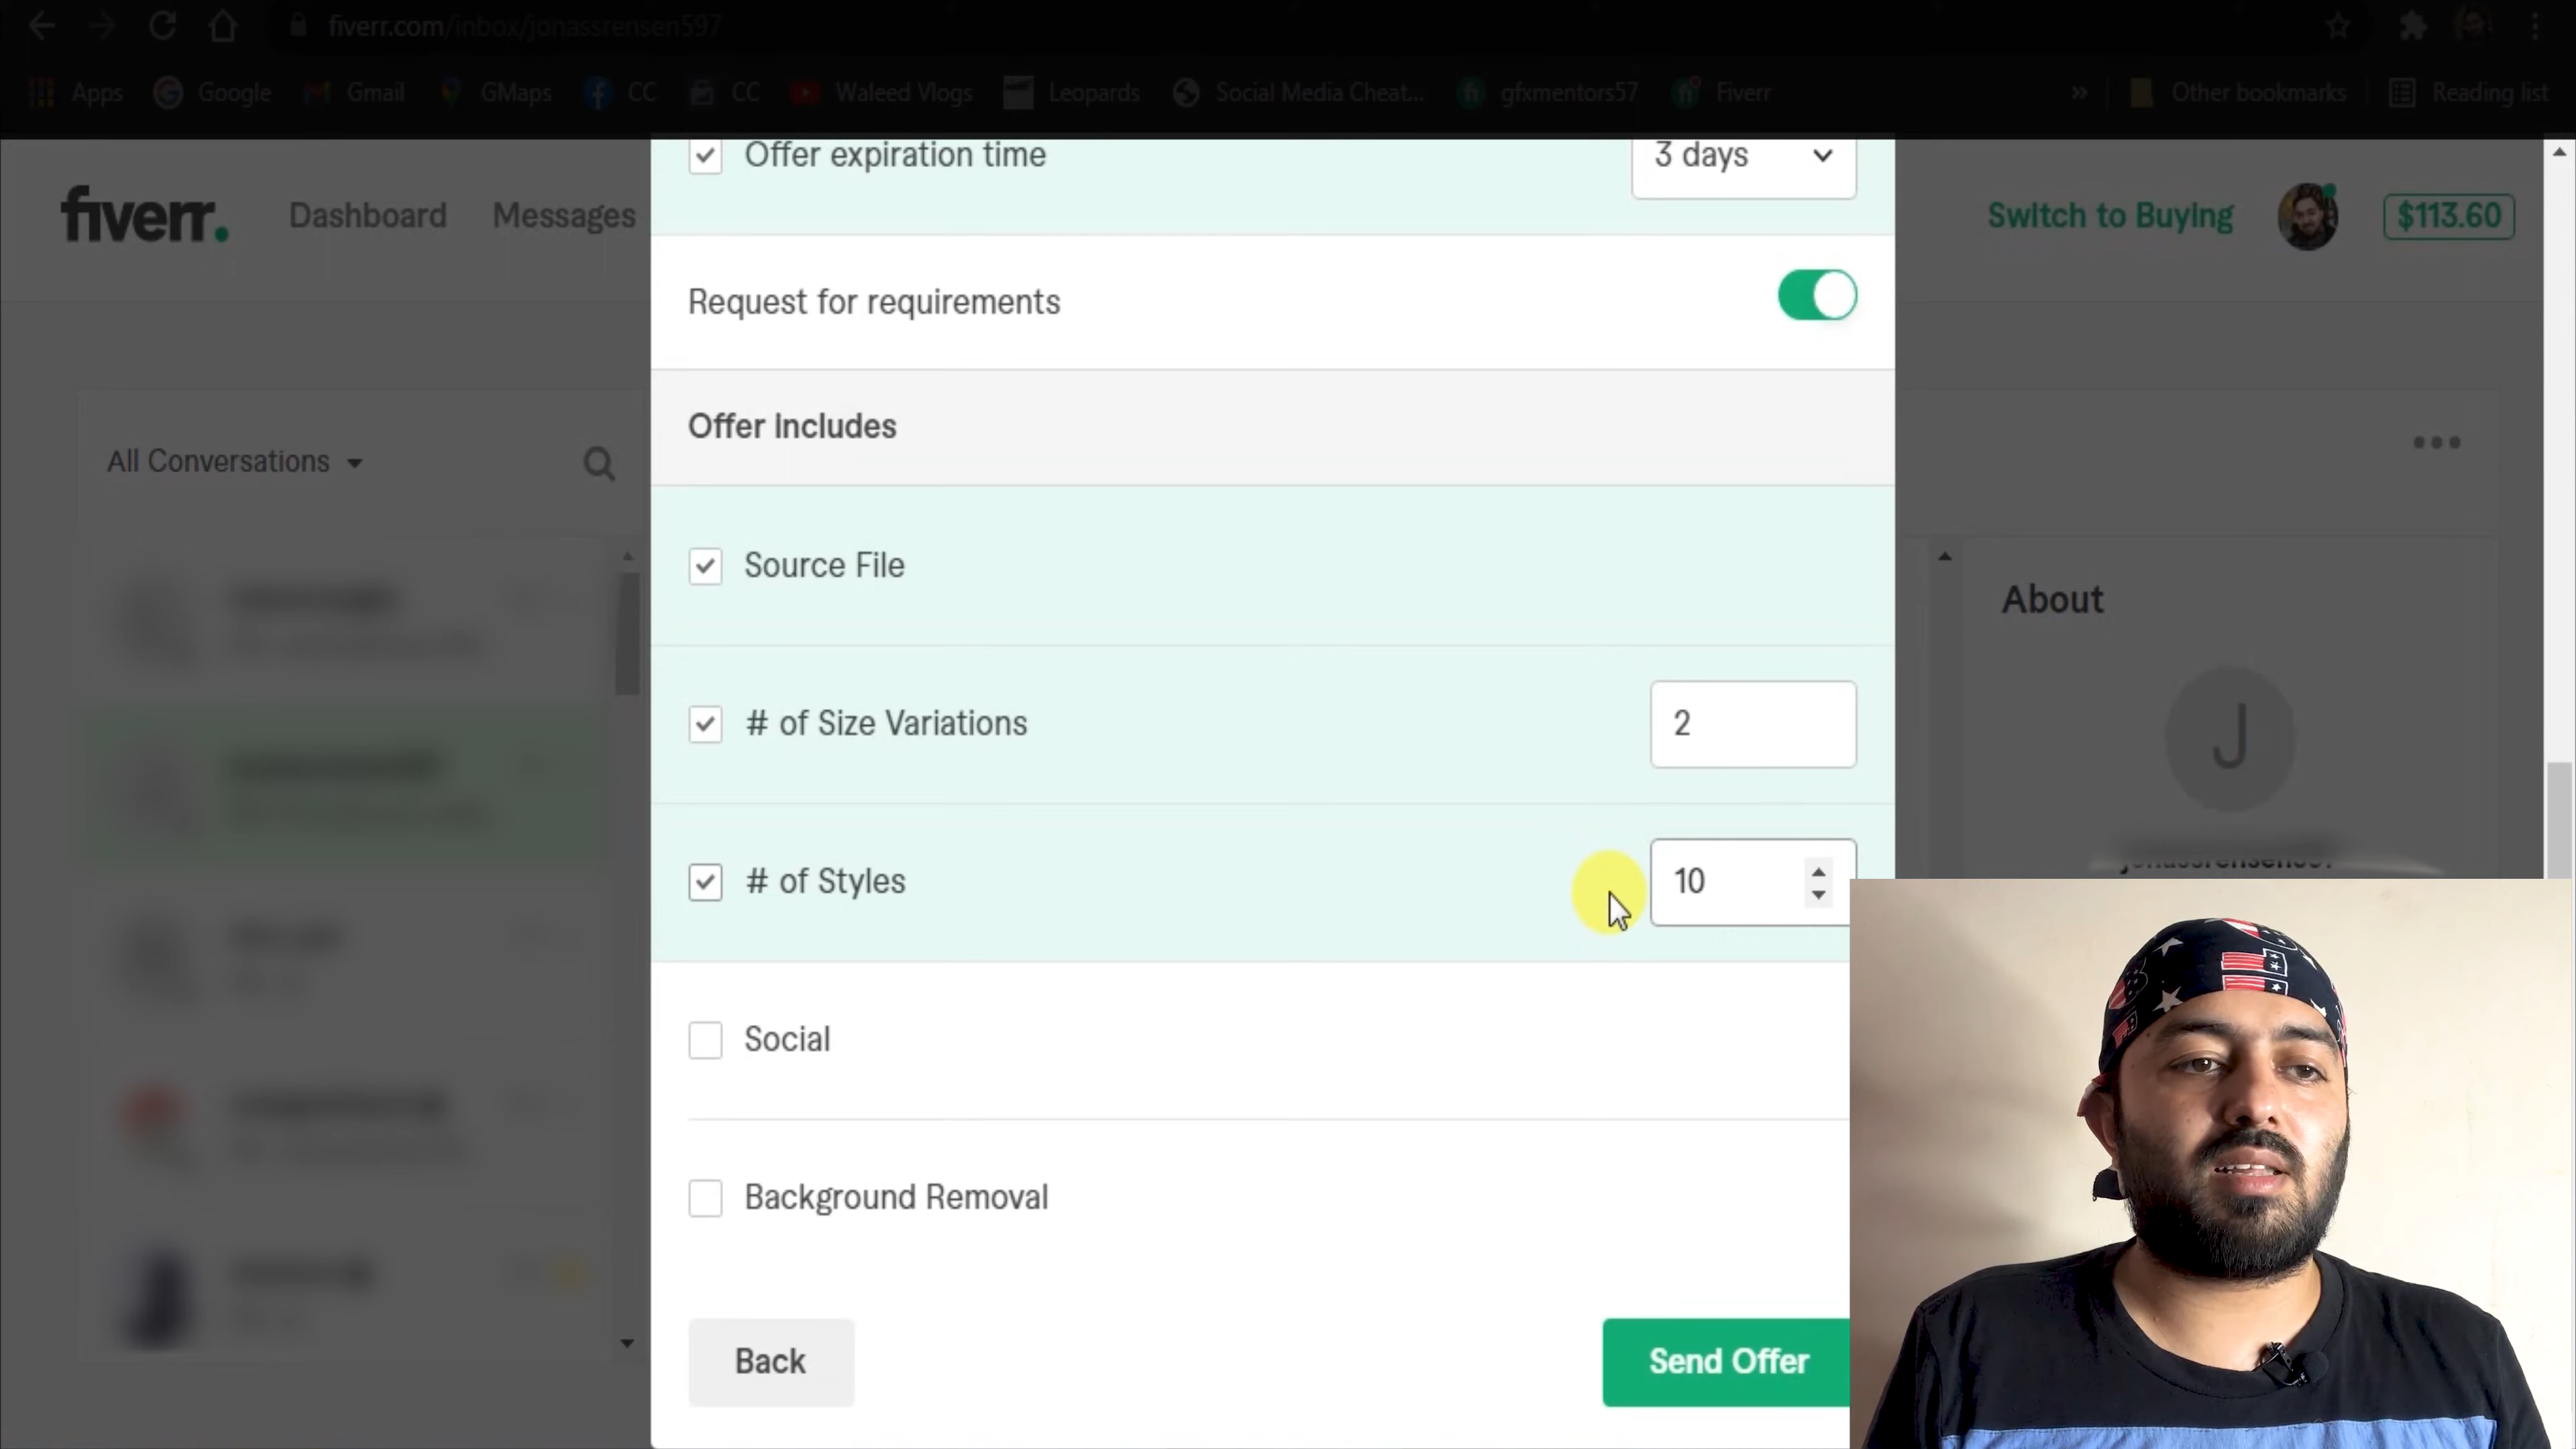 fiverr.com/inbox/jonassrensen597
Apps Google Gmail GMaps CC CC Waleed Vlogs Leopards Social Media Cheat... gfxmentors57 Fiverr » Other bookmarks Reading list
fiverr. Dashboard Messages Switch to Buying $113.60
Offer expiration time 3 days
Request for requirements
Offer Includes
All Conversations
Source File
About
# of Size Variations 2
J
# of Styles 10
Social
Background Removal
Back Send Offer